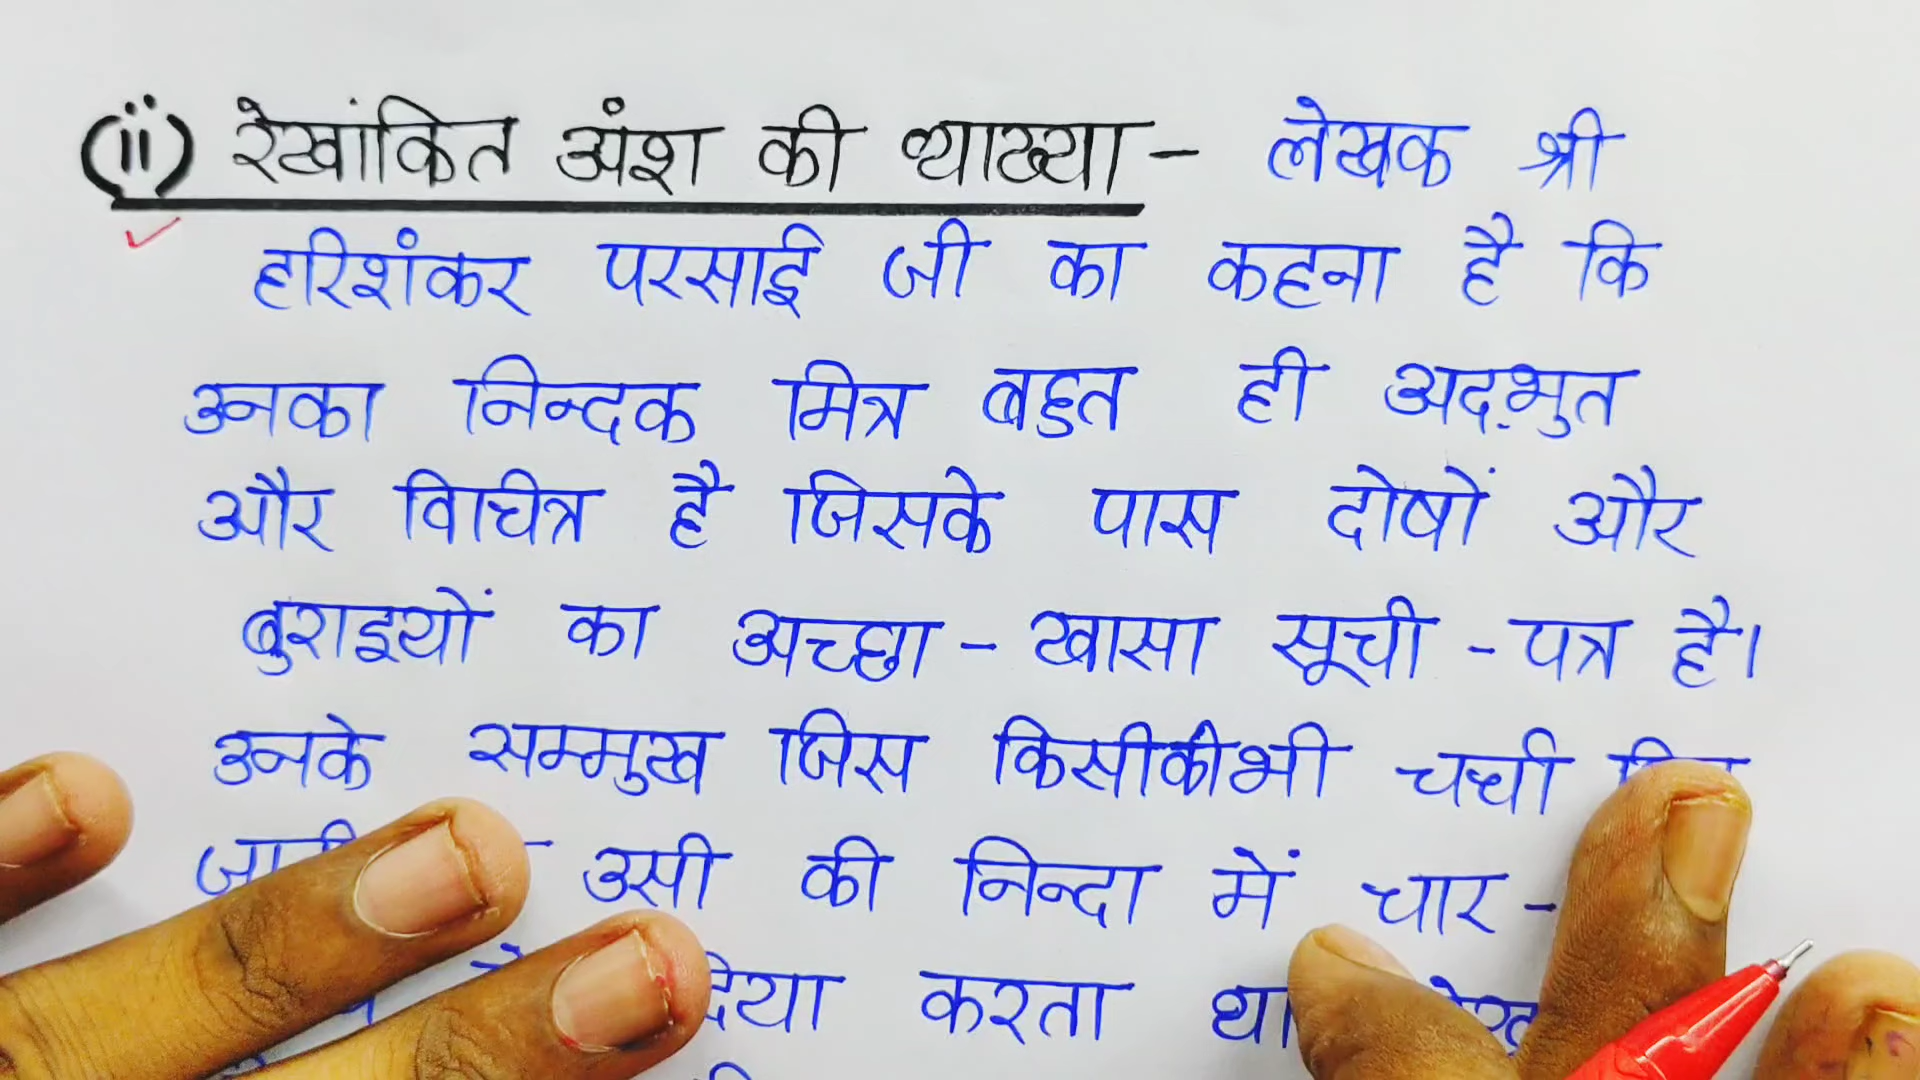 (ii) रेखांकित अंश की व्याख्या - लेखक श्री
हरिशंकर परसाई जी का कहना है कि
उनका निन्दक मित्र बहुत ही अद्भुत
और विचित्र है जिसके पास दोषों और
बुराइयों का अच्छा - खासा सूची - पत्र है।
उनके सम्मुख जिस किसीकीभी चर्चा
उसी की निन्दा में चार -
दिया करता था